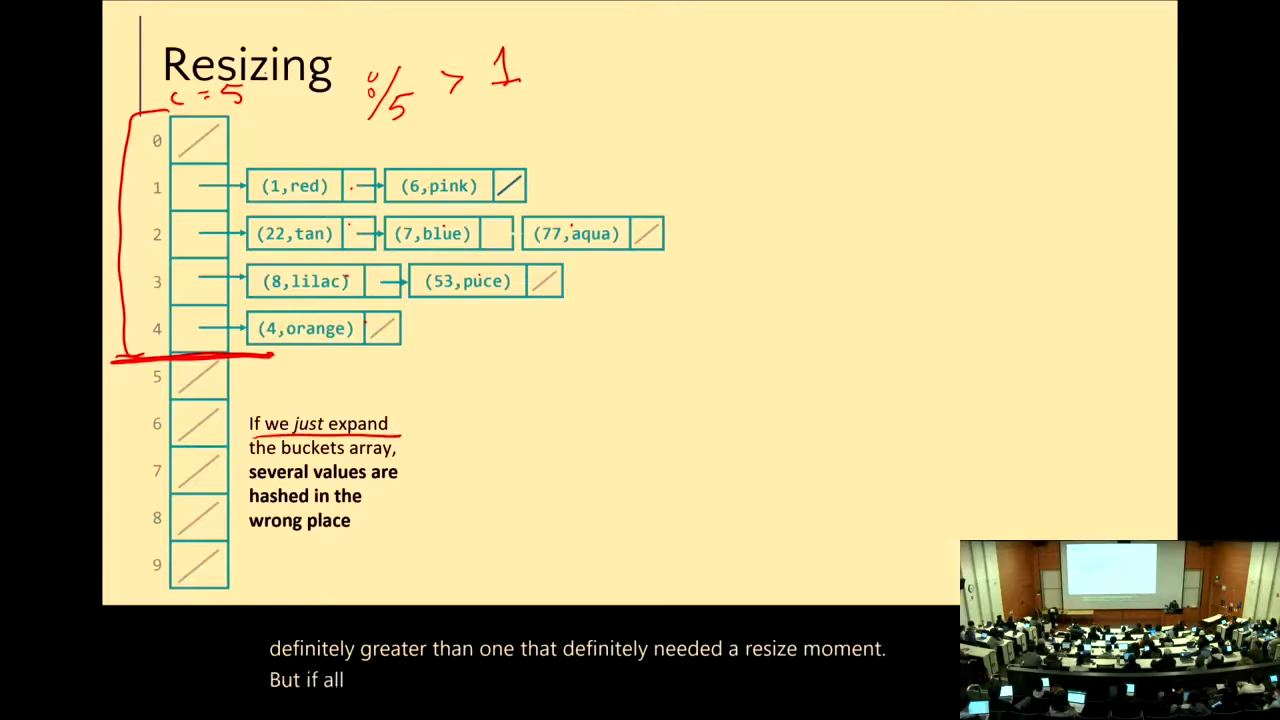 Resizing
c = 5
8/5 > 1
0
1 (1,red) (6,pink)
2 (22,tan) (7,blue) (77,aqua)
3 (8,lilac) (53,puce)
4 (4,orange)
5
6
7
8
9
If we just expand
the buckets array,
several values are
hashed in the
wrong place
definitely greater than one that definitely needed a resize moment.
But if all